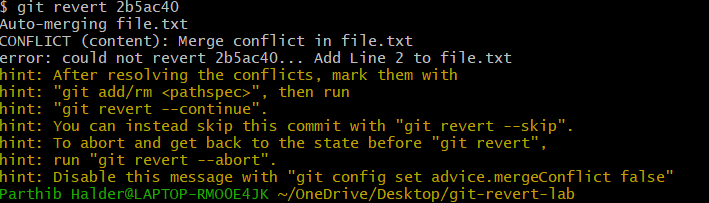 $ git revert 2b5ac40
Auto-merging file.txt
CONFLICT (content): Merge conflict in file.txt
error: could not revert 2b5ac40... Add Line 2 to file.txt
hint: After resolving the conflicts, mark them with
hint: "git add/rm <pathspec>", then run
hint: "git revert --continue".
hint: You can instead skip this commit with "git revert --skip".
hint: To abort and get back to the state before "git revert",
hint: run "git revert --abort".
hint: Disable this message with "git config set advice.mergeConflict false"
Parthib Halder@LAPTOP-RMOOE4JK ~/OneDrive/Desktop/git-revert-lab